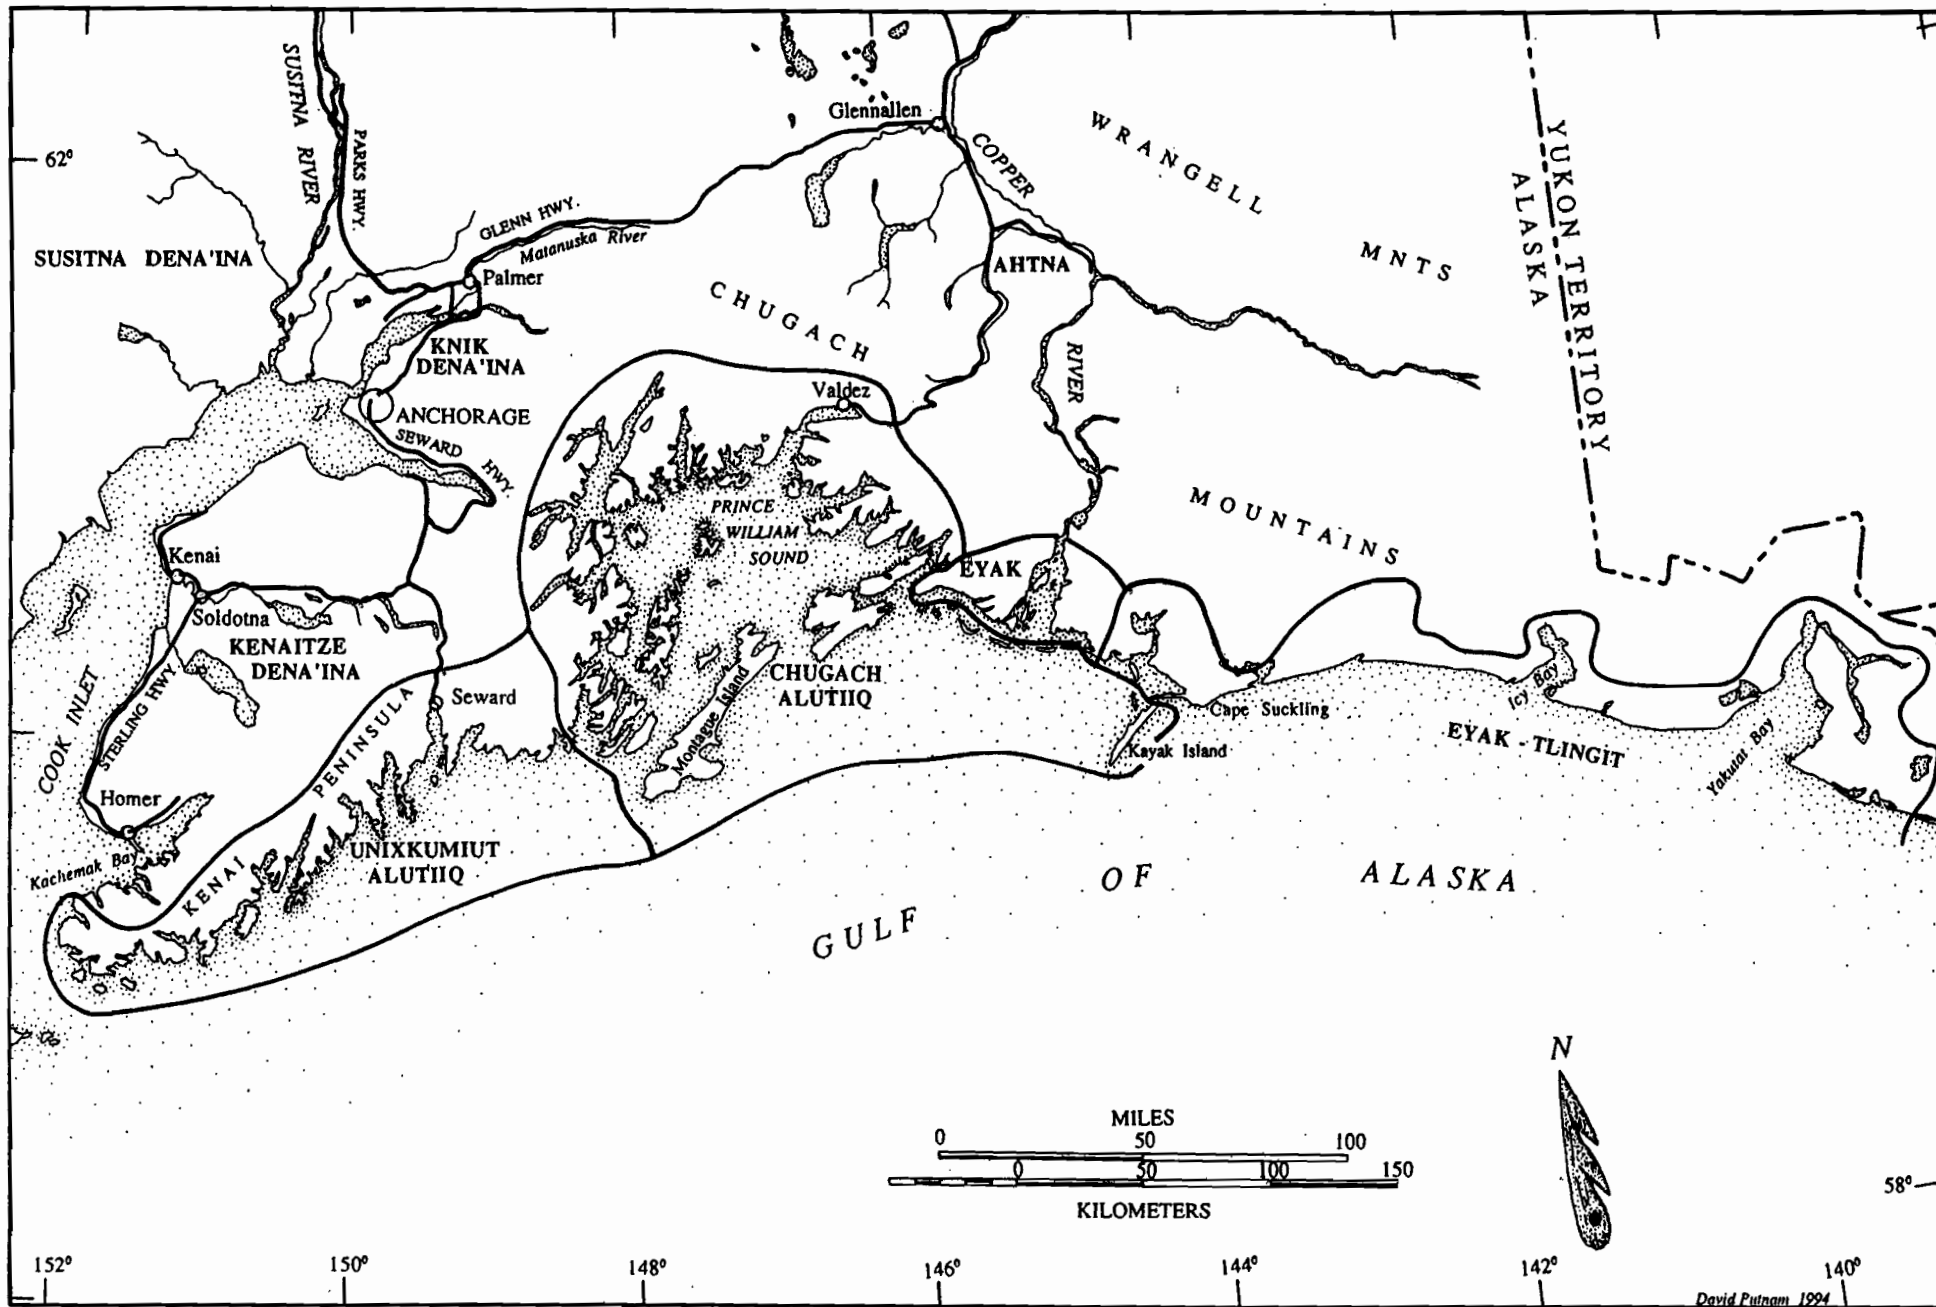 SUSITNA RIVER
PARKS HWY.
62°
Glennallen
COPPER
WRANGELL
MNTS
YUKON TERRITORY
ALASKA
GLENN HWY.
Matanuska River
SUSITNA DENA'INA
Palmer
AHTNA
CHUGACH
KNIK
DENA'INA
RIVER
Valdez
ANCHORAGE
SEWARD HWY.
PRINCE
WILLIAM
SOUND
MOUNTAINS
Kenai
EYAK
Soldotna
KENAITZE
DENA'INA
COOK INLET
STERLING HWY.
Seward
Montague Island
CHUGACH
ALUTIIQ
Cape Suckling
Kayak Island
Icy Bay
EYAK - TLINGIT
Yakutat Bay
Homer
Kachemak Bay
KENAI PENINSULA
UNIXKUMIUT
ALUTIIQ
GULF OF ALASKA
N
MILES
0 50 100
0 50 100 150
KILOMETERS
58°
152° 150° 148° 146° 144° 142° 140°
David Putnam 1994